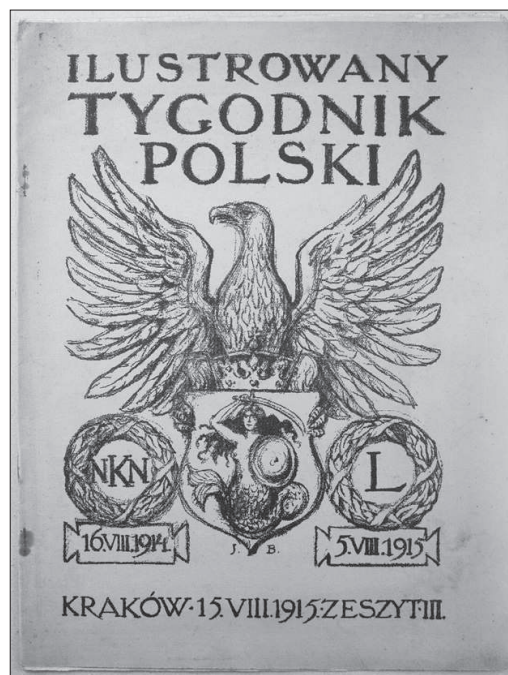 ILUSTROWANY
TYGODNIK
POLSKI
NKN
L
16.VIII.1914.
J. B.
5.VIII.1915
KRAKÓW·15.VIII.1915·ZESZYT·III.